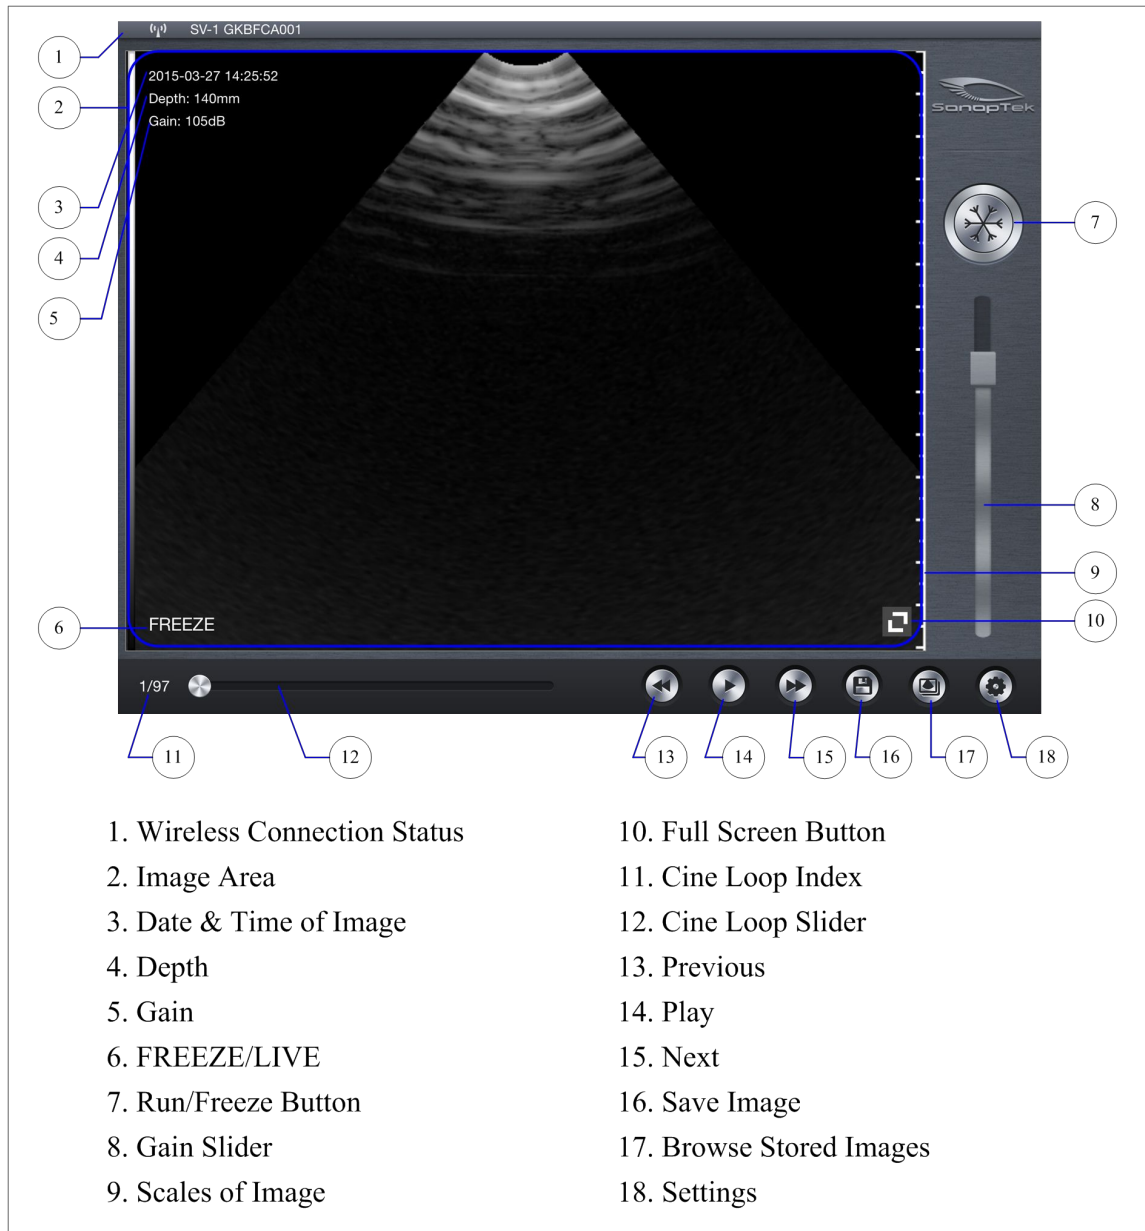 SV-1 GKBFCA001
1
2
2015-03-27 14:25:52
Depth: 140mm
Gain: 105dB
SonopTek
3
4
5
7
8
9
10
6
FREEZE
1/97
11
12
13
14
15
16
17
18
1. Wireless Connection Status
2. Image Area
3. Date & Time of Image
4. Depth
5. Gain
6. FREEZE/LIVE
7. Run/Freeze Button
8. Gain Slider
9. Scales of Image
10. Full Screen Button
11. Cine Loop Index
12. Cine Loop Slider
13. Previous
14. Play
15. Next
16. Save Image
17. Browse Stored Images
18. Settings